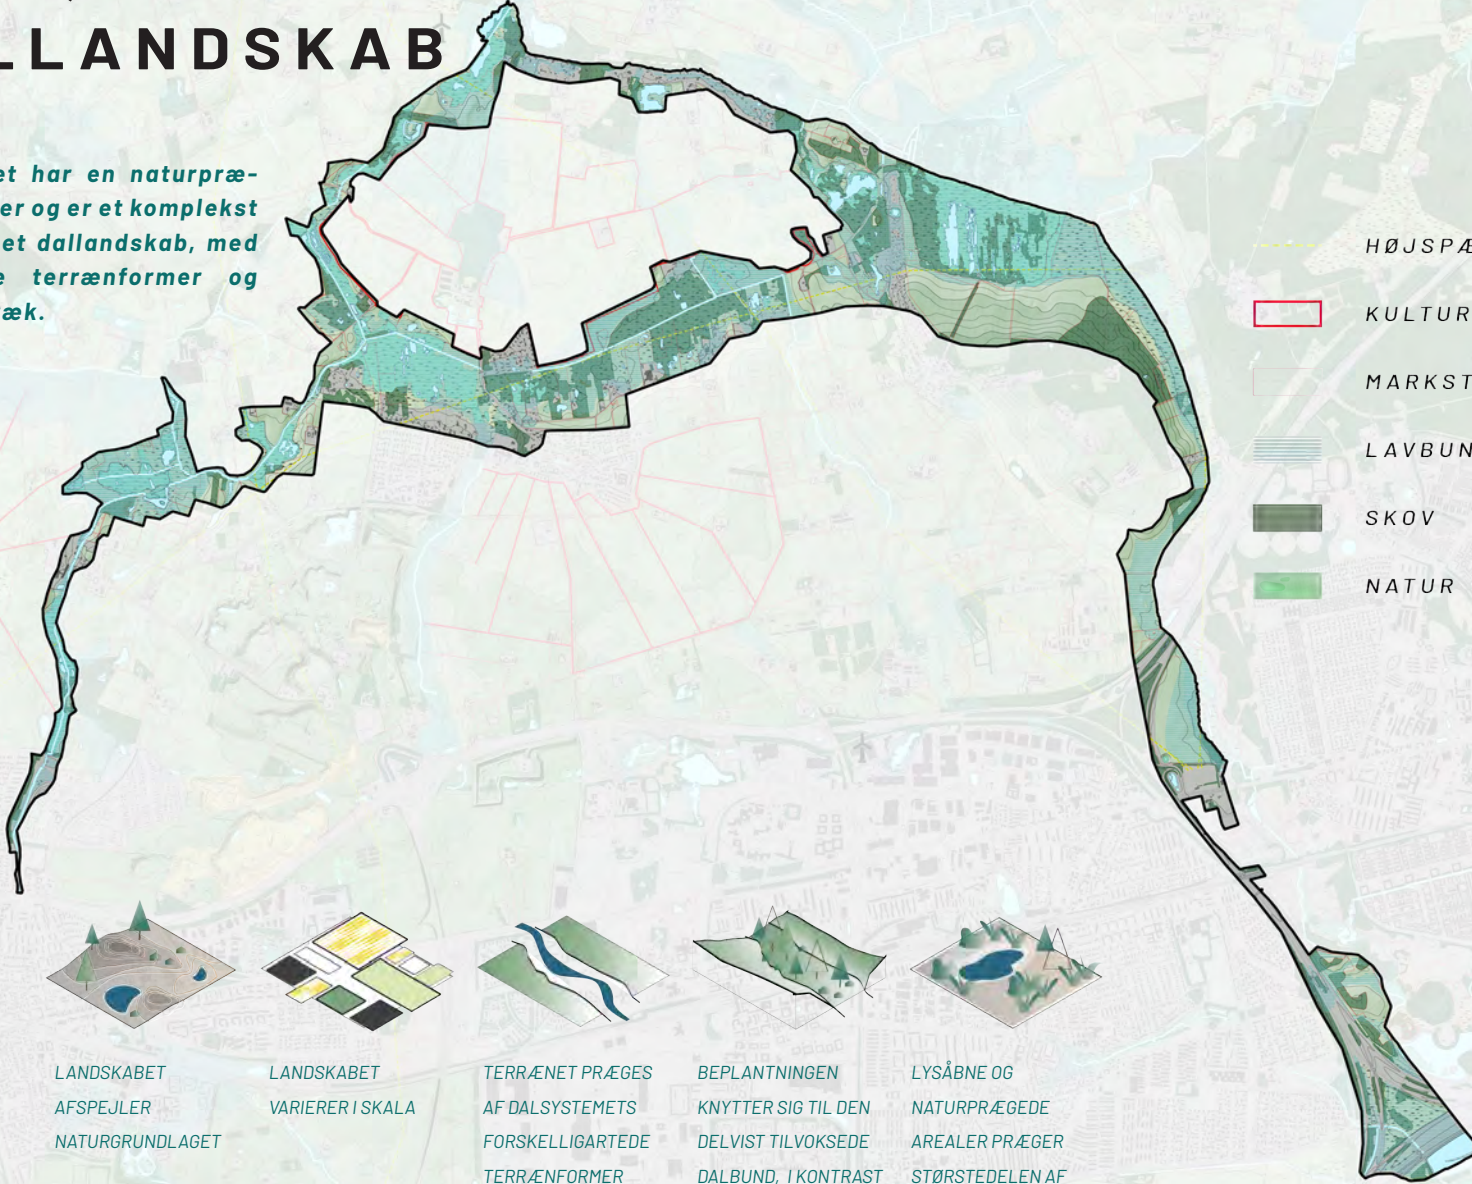 LLANDSKAB
et har en naturpræ-
er og er et komplekst
et dallandskab, med
e terrænformer og
æk.
HØJSPÆ
KULTUR
MARKST
LAVBUN
SKOV
NATUR
LANDSKABET
AFSPEJLER
NATURGRUNDLAGET
LANDSKABET
VARIERER I SKALA
TERRÆNET PRÆGES
AF DALSYSTEMETS
FORSKELLIGARTEDE
TERRÆNFORMER
BEPLANTNINGEN
KNYTTER SIG TIL DEN
DELVIST TILVOKSEDE
DALBUND, I KONTRAST
LYSÅBNE OG
NATURPRÆGEDE
AREALER PRÆGER
STØRSTEDELEN AF